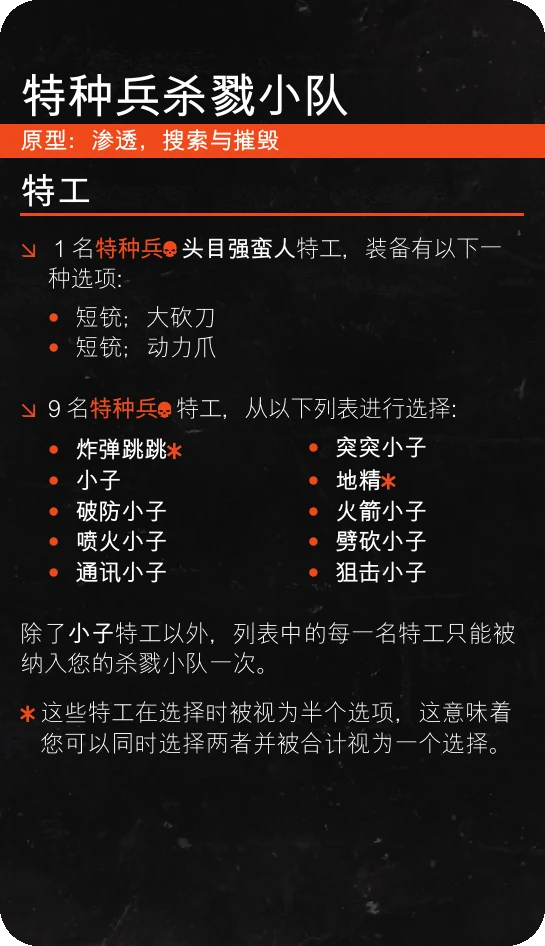 特种兵杀戮小队
原型：渗透，搜索与摧毁
特工
1 名特种兵 头目强蛮人特工，装备有以下一
种选项:
短铳；大砍刀
短铳；动力爪
9 名特种兵 特工，从以下列表进行选择:
炸弹跳跳*
小子
破防小子
喷火小子
通讯小子
突突小子
地精*
火箭小子
劈砍小子
狙击小子
除了小子特工以外，列表中的每一名特工只能被
纳入您的杀戮小队一次。
*这些特工在选择时被视为半个选项，这意味着
您可以同时选择两者并被合计视为一个选择。